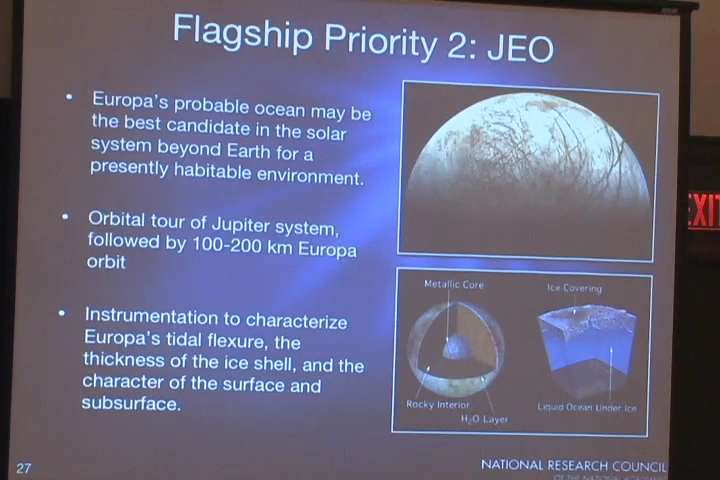 Flagship Priority 2: JEO
• Europa's probable ocean may be
the best candidate in the solar
system beyond Earth for a
presently habitable environment.
• Orbital tour of Jupiter system,
followed by 100-200 km Europa
orbit
• Instrumentation to characterize
Europa's tidal flexure, the
thickness of the ice shell, and the
character of the surface and
subsurface.
Metallic Core
Ice Covering
Rocky Interior
H₂O Layer
Liquid Ocean Under Ice
27
NATIONAL RESEARCH COUNCIL
OF THE NATIONAL
EXIT